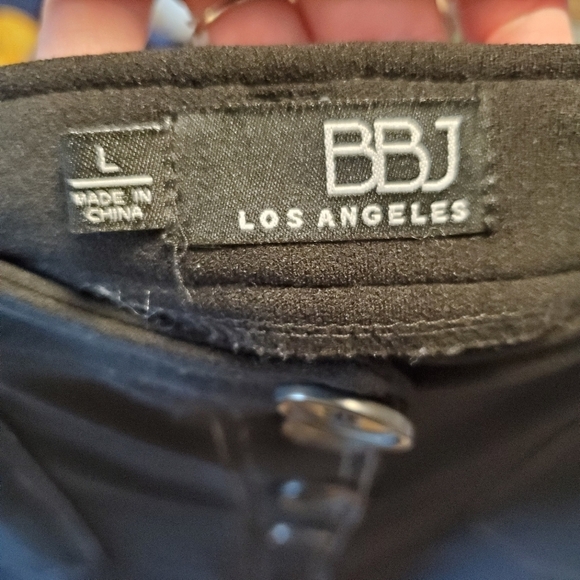 L
MADE IN
CHINA
BBJ
LOS ANGELES